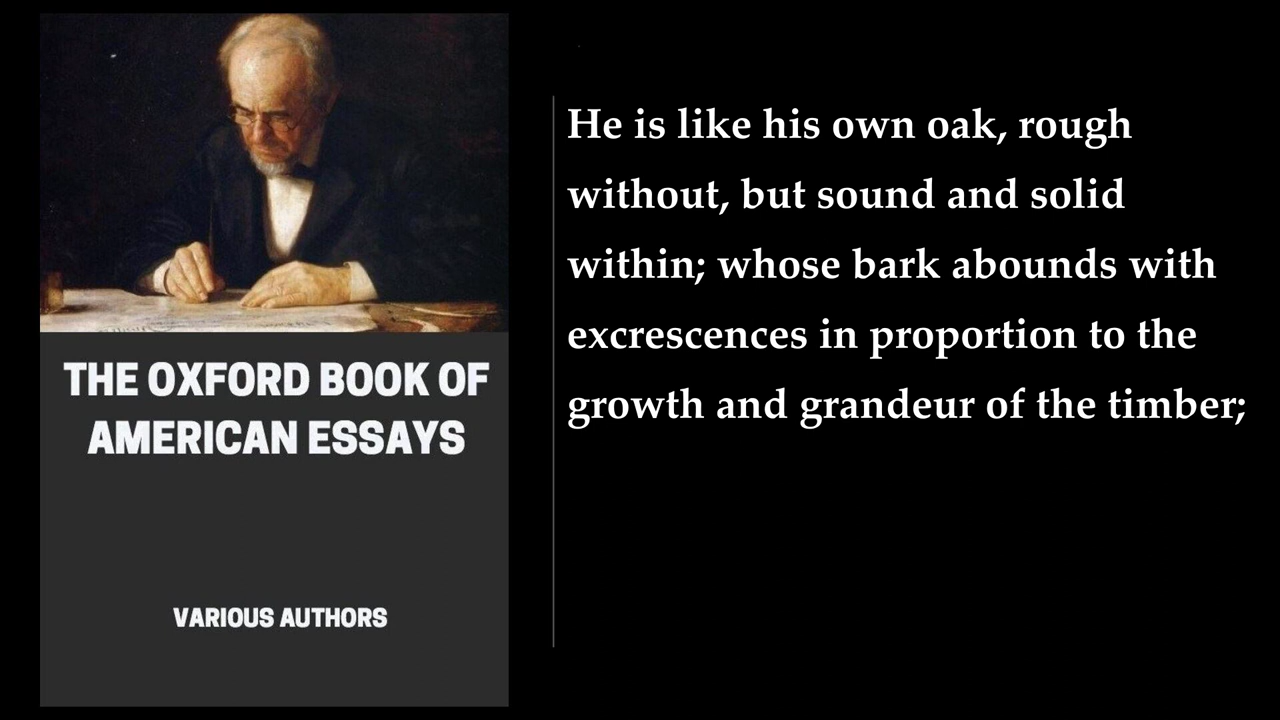 THE OXFORD BOOK OF
AMERICAN ESSAYS
VARIOUS AUTHORS
He is like his own oak, rough
without, but sound and solid
within; whose bark abounds with
excrescences in proportion to the
growth and grandeur of the timber;